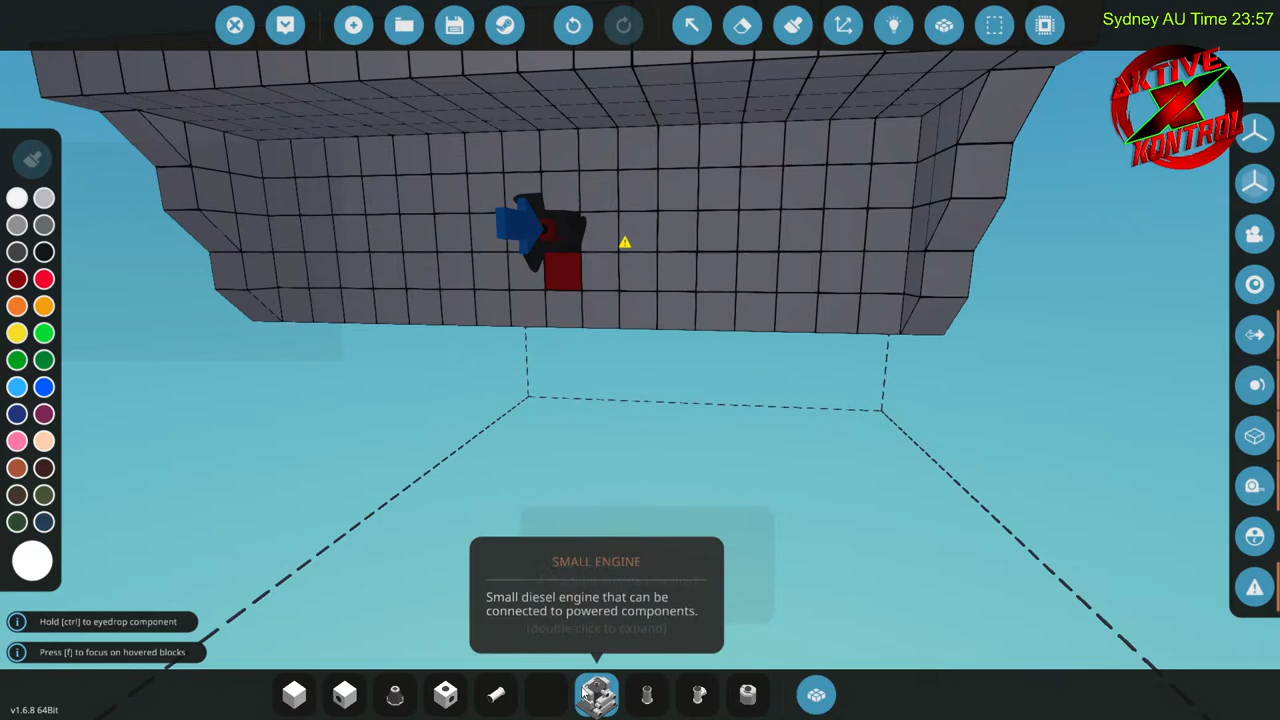 Sydney AU Time 23:57
AKTIVE
X
KONTROL
SMALL ENGINE
Small diesel engine that can be
connected to powered components.
(double click to expand)
Hold [ctrl] to eyedrop component
Press [f] to focus on hovered blocks
v1.6.8 64Bit